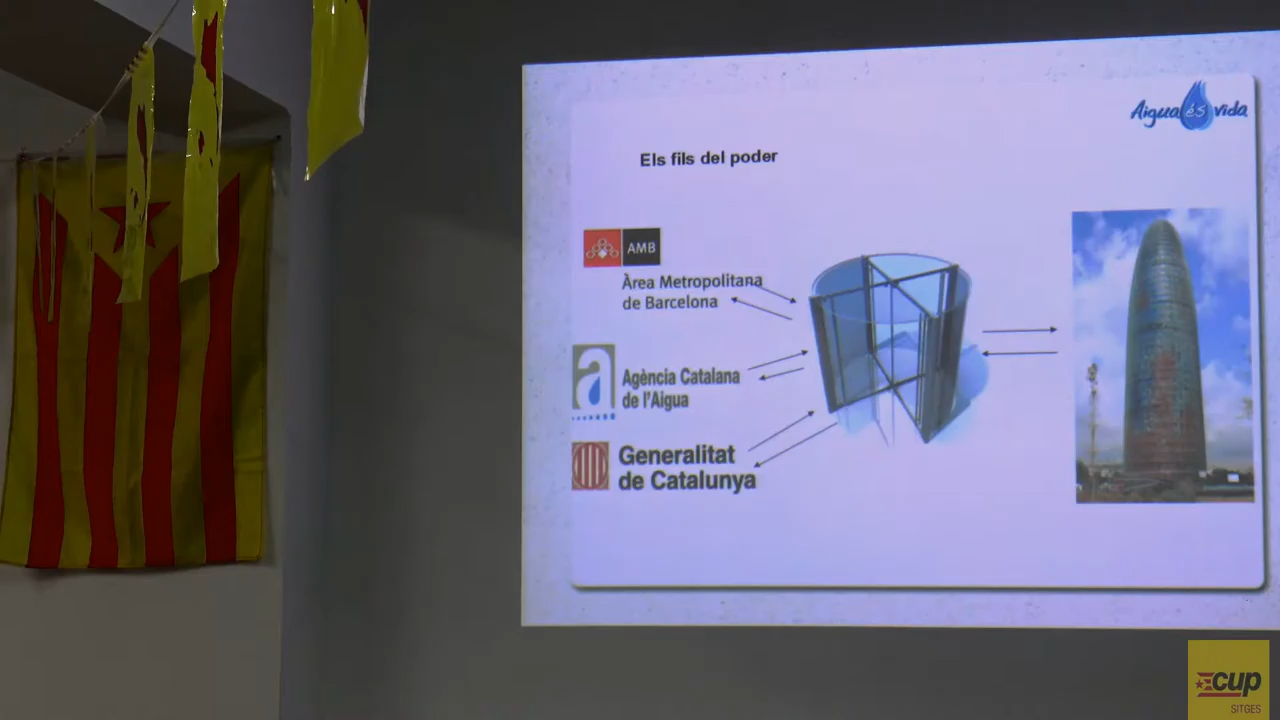 Aigua és vida
Els fils del poder
AMB
Àrea Metropolitana
de Barcelona
Agència Catalana
de l'Aigua
Generalitat
de Catalunya
cup
SITGES